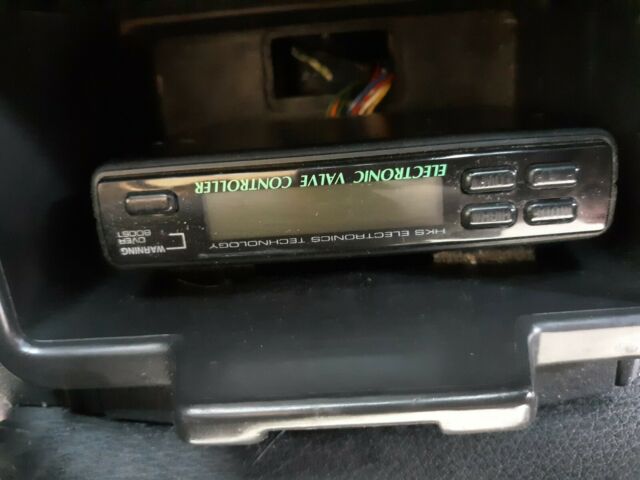 HKS ELECTRONICS TECHNOLOGY
WARNING
OVER
BOOST
ELECTRONIC VALVE CONTROLLER